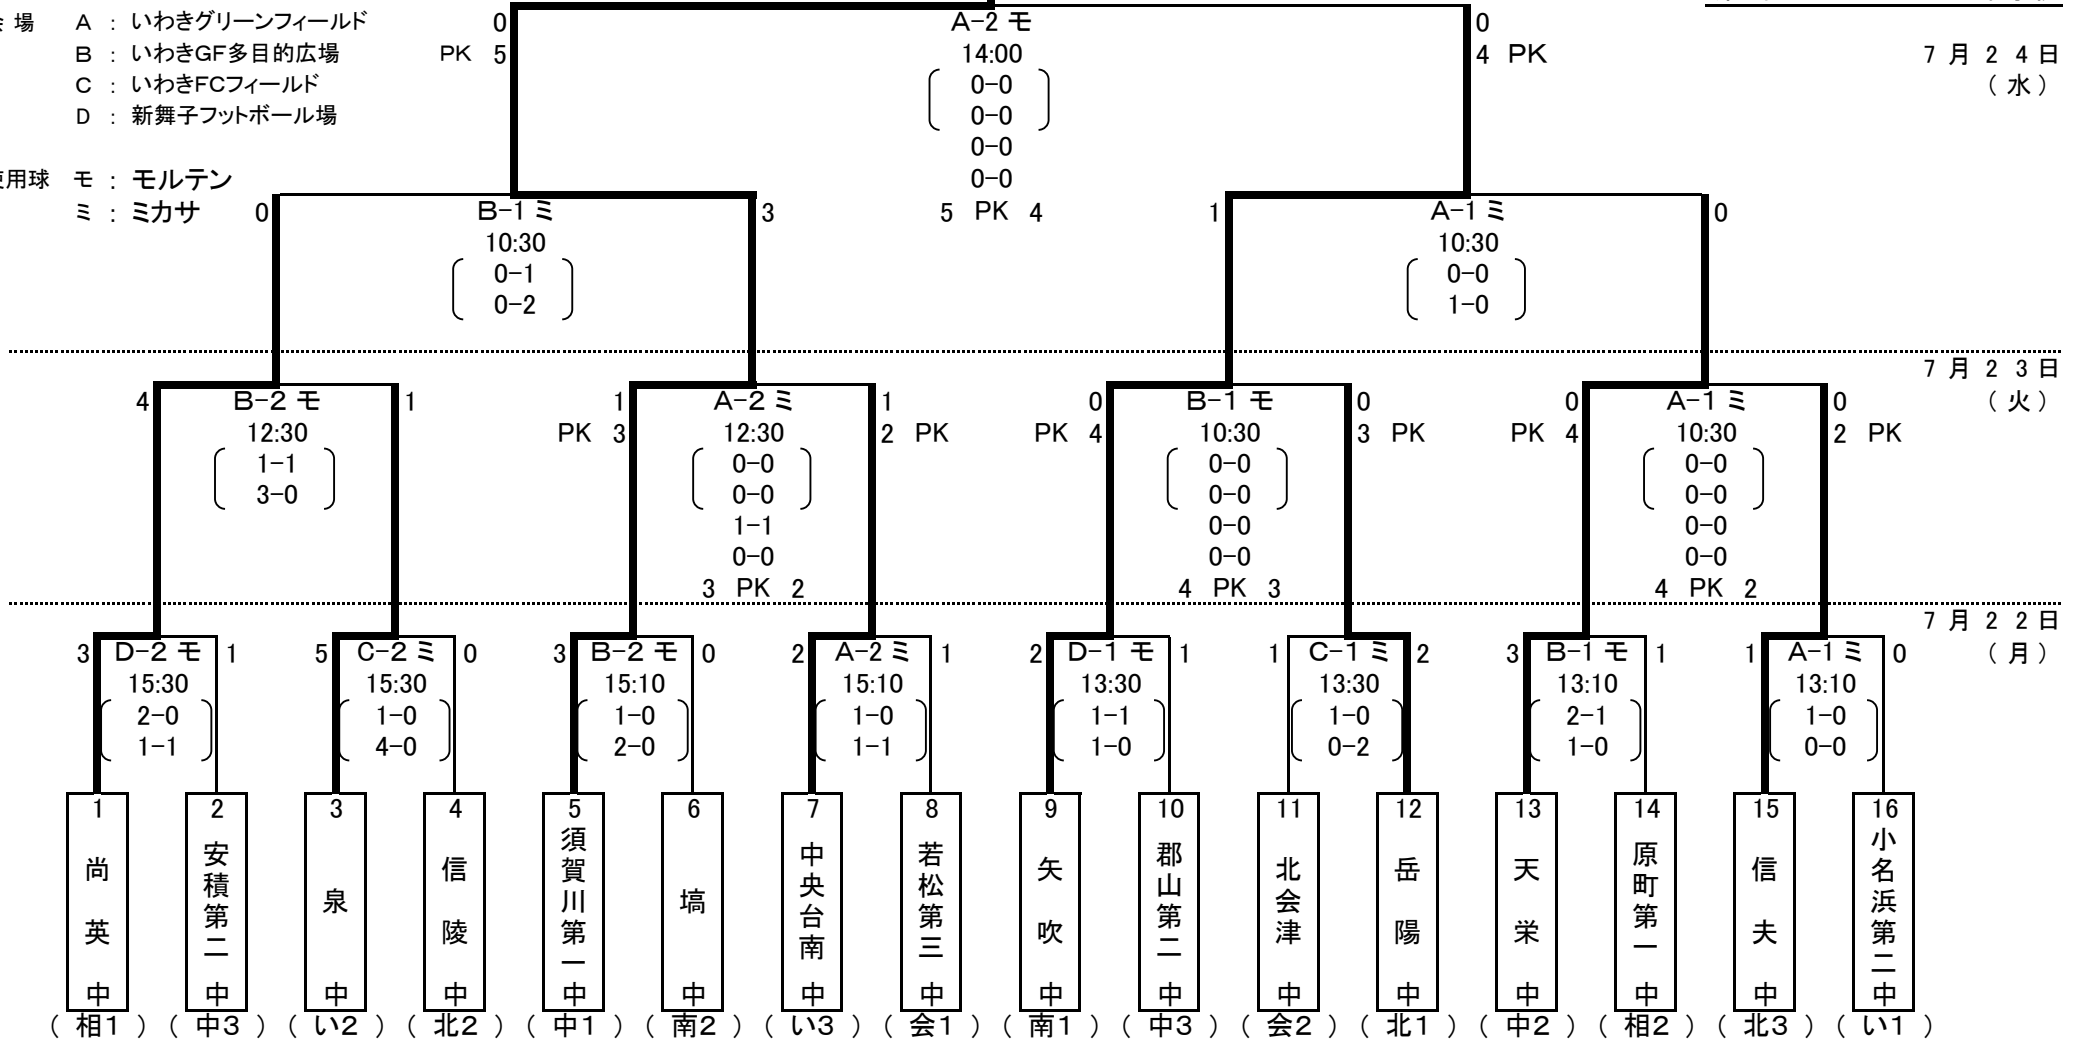 場 A : いわきグリーンフィールド
B : いわきGF多目的広場
C : いわきFCフィールド
D : 新舞子フットボール場
用球 モ : モルテン
ミ : ミカサ
0 A-2 モ 0
PK 5 14:00 4 PK
0-0
0-0
0-0
0-0
5 PK 4
7月24日
(水)
0 B-1 ミ 3
10:30
0-1
0-2
1 A-1 ミ 0
10:30
0-0
1-0
7月23日
(火)
4 B-2 モ 1
12:30
1-1
3-0
1 A-2 ミ 1
PK 3 12:30 2 PK
0-0
0-0
1-1
0-0
3 PK 2
0 B-1 モ 0
PK 4 10:30 3 PK
0-0
0-0
0-0
0-0
4 PK 3
0 A-1 ミ 0
PK 4 10:30 2 PK
0-0
0-0
0-0
0-0
4 PK 2
7月22日
(月)
3 D-2 モ 1
15:30
2-0
1-1
5 C-2 ミ 0
15:30
1-0
4-0
3 B-2 モ 0
15:10
1-0
2-0
2 A-2 ミ 1
15:10
1-0
1-1
2 D-1 モ 1
13:30
1-1
1-0
1 C-1 ミ 2
13:30
1-0
0-2
3 B-1 モ 1
13:10
2-1
1-0
1 A-1 ミ 0
13:10
1-0
0-0
1
尚英中
(相1)
2
安積第二中
(中3)
3
泉中
(い2)
4
信陵中
(北2)
5
須賀川第一中
(中1)
6
塙中
(南2)
7
中央台南中
(い3)
8
若松第三中
(会1)
9
矢吹中
(南1)
10
郡山第二中
(中3)
11
北会津中
(会2)
12
岳陽中
(北1)
13
天栄中
(中2)
14
原町第一中
(相2)
15
信夫中
(北3)
16
小名浜第二中
(い1)